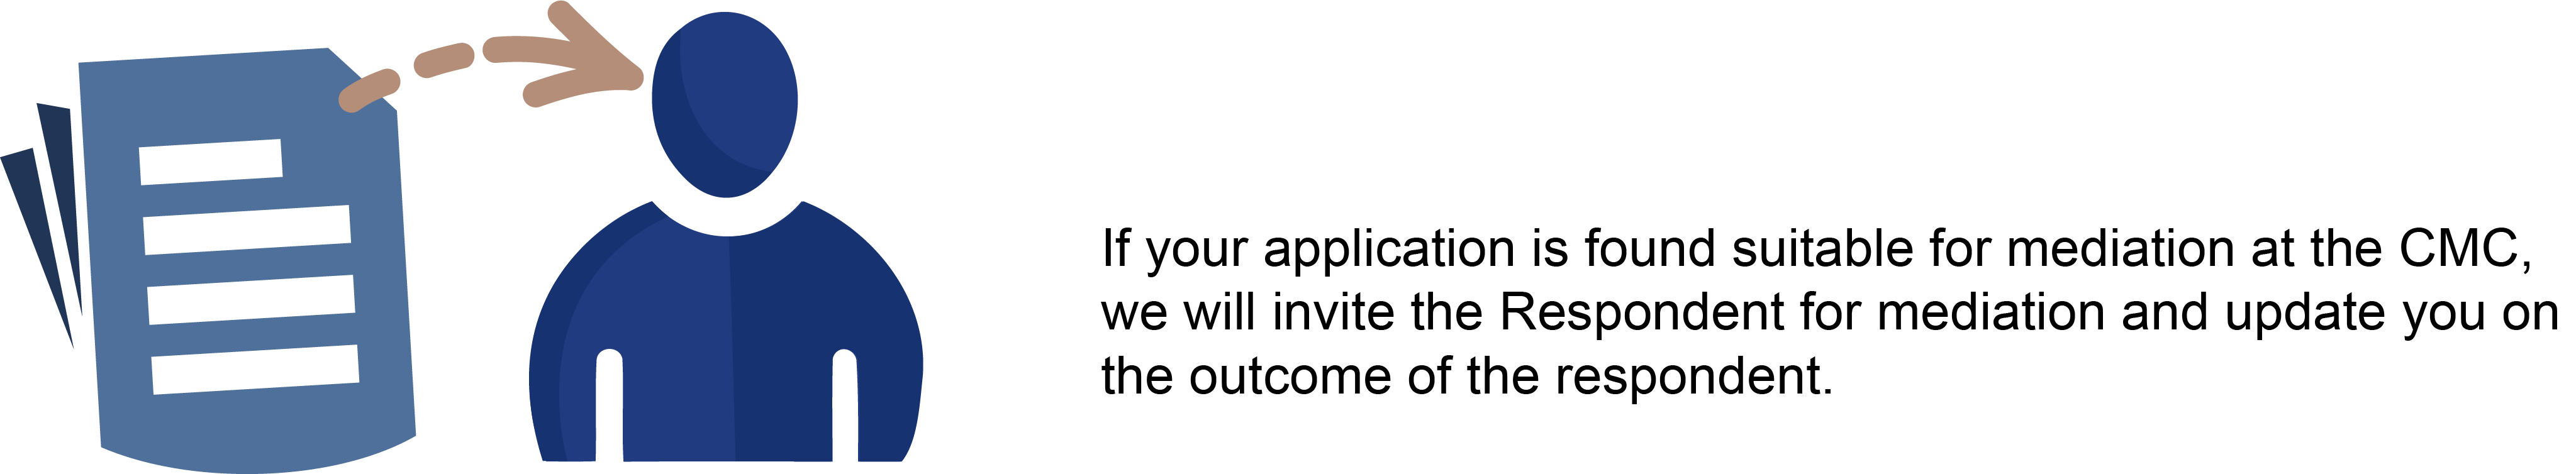 If your application is found suitable for mediation at the CMC,
we will invite the Respondent for mediation and update you on
the outcome of the respondent.